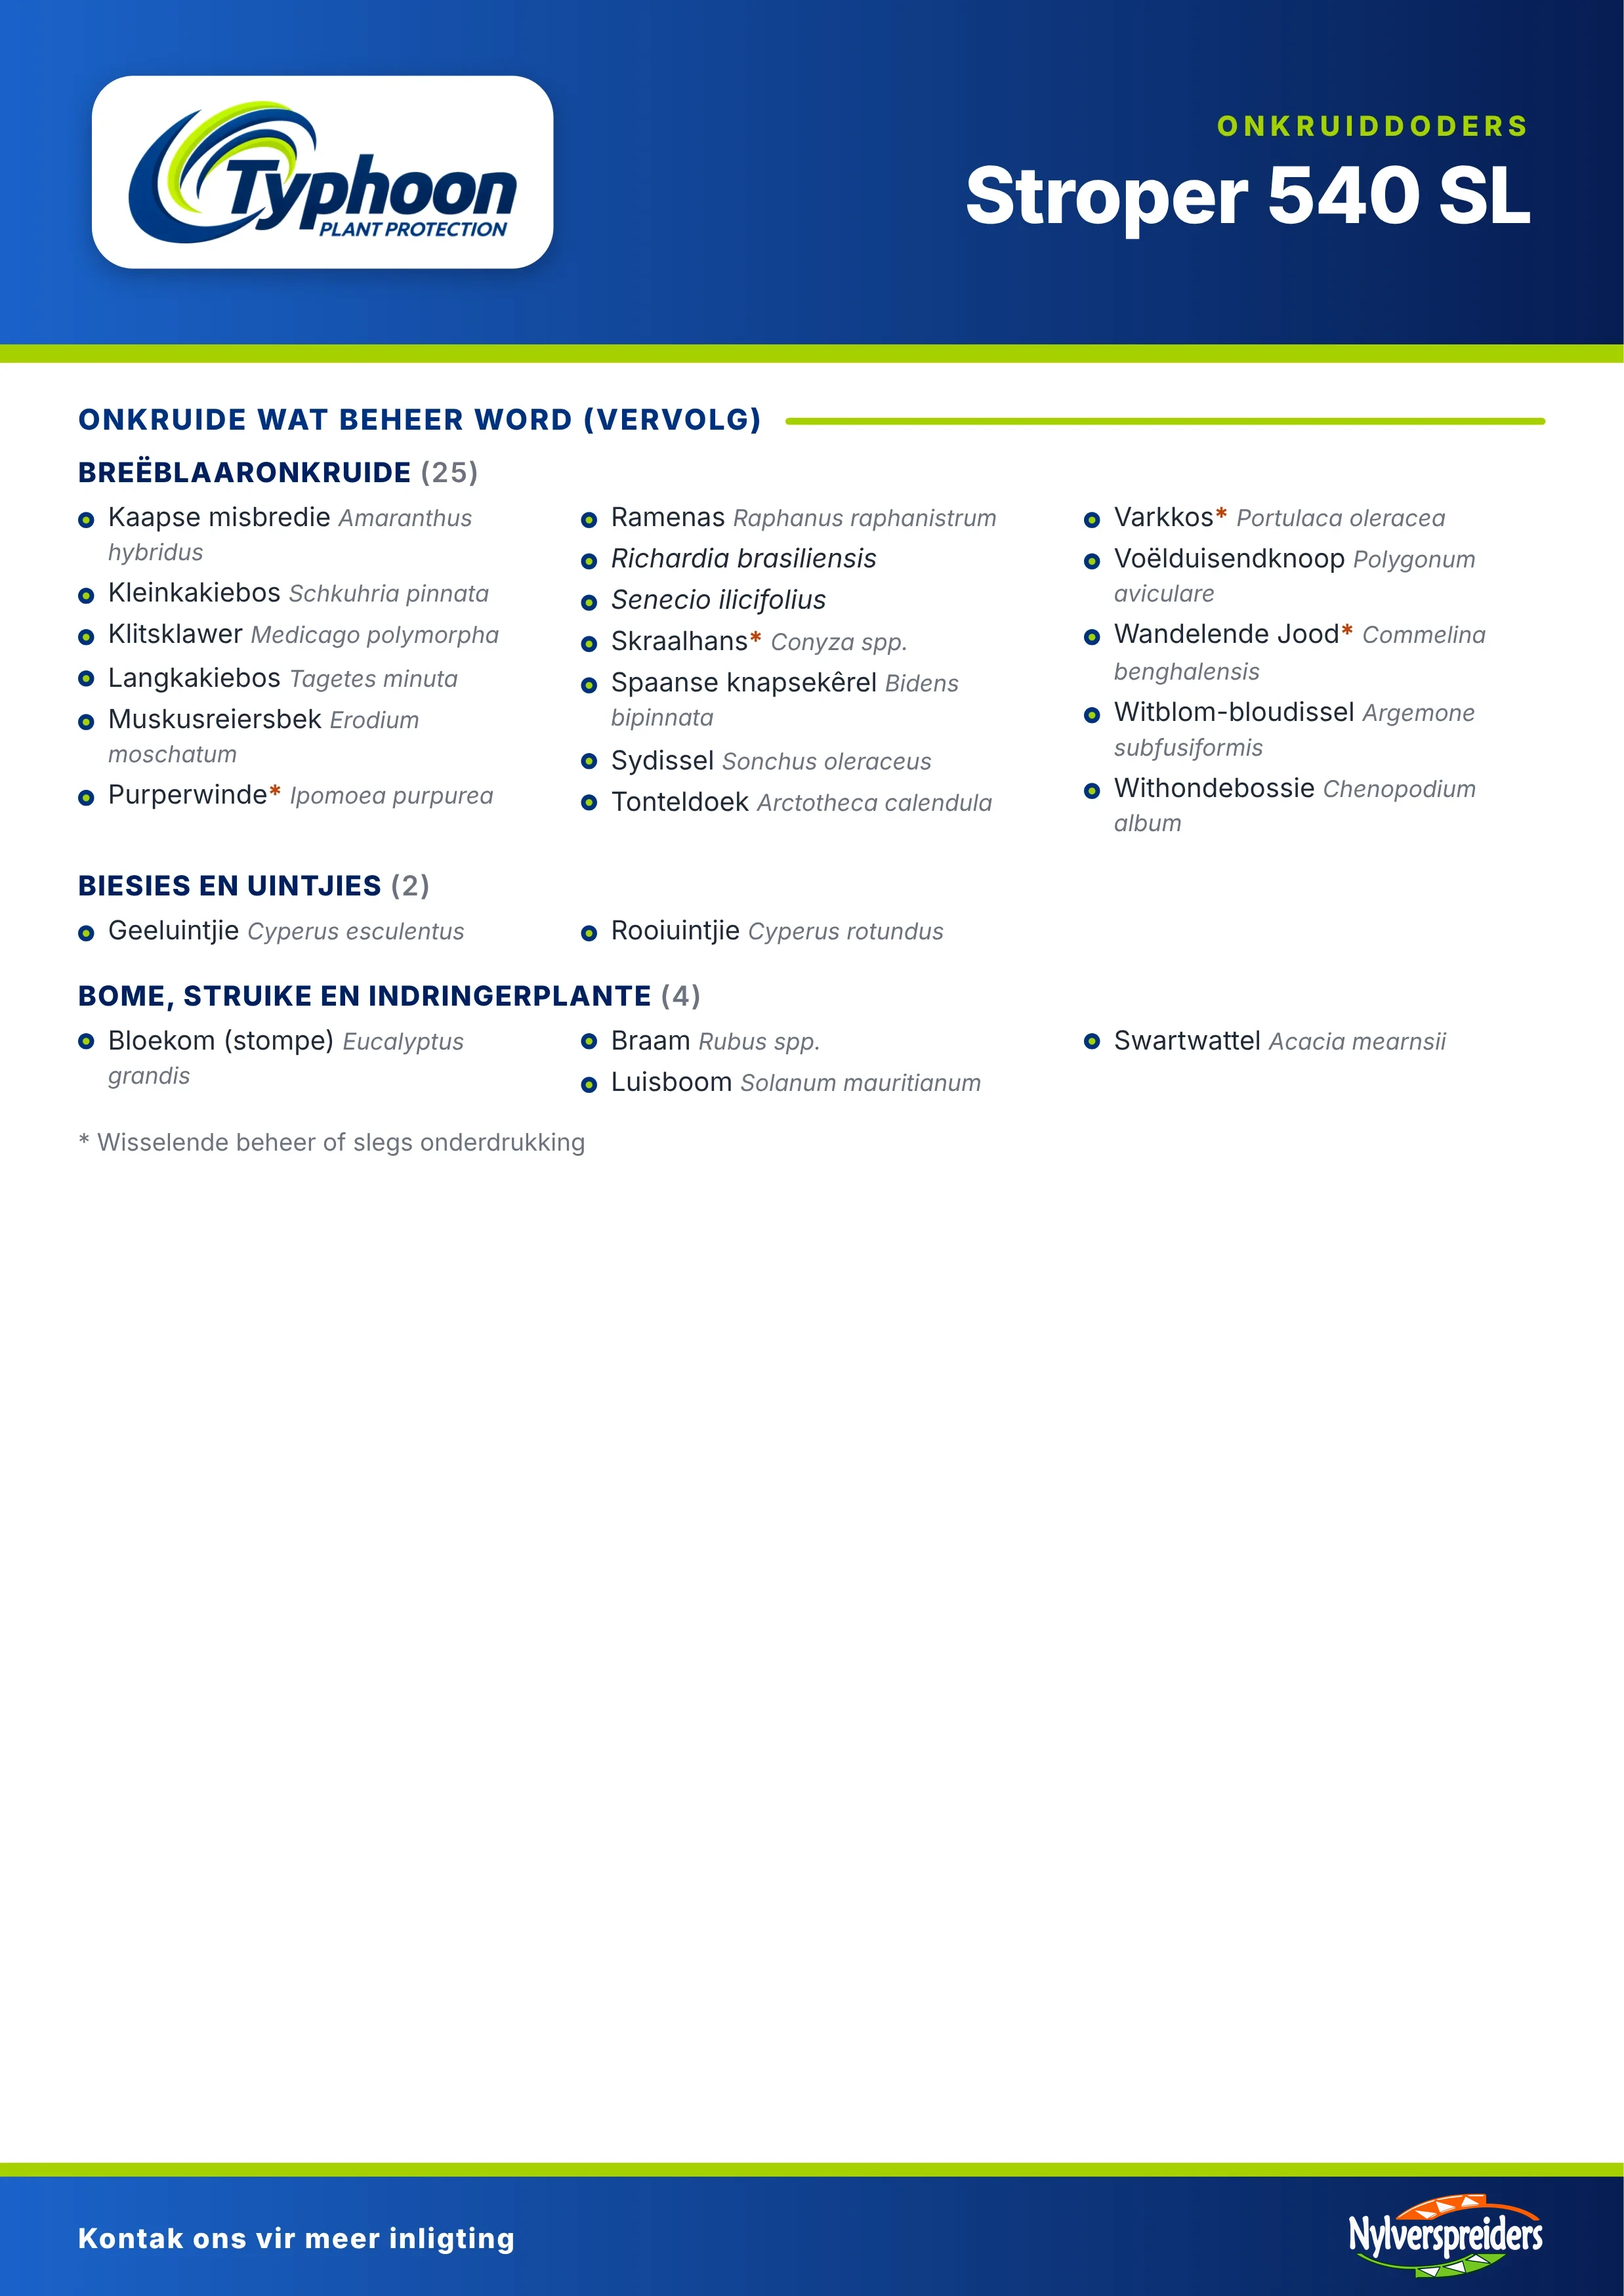 Typhoon
PLANT PROTECTION
ONKRUIDDODERS
Stroper 540 SL
ONKRUIDE WAT BEHEER WORD (VERVOLG)
BREËBLAARONKRUIDE (25)
Kaapse misbredie Amaranthus
hybridus
Kleinkakiebos Schkuhria pinnata
Klitsklawer Medicago polymorpha
Langkakiebos Tagetes minuta
Muskusreiersbek Erodium
moschatum
Purperwinde* Ipomoea purpurea
Ramenas Raphanus raphanistrum
Richardia brasiliensis
Senecio ilicifolius
Skraalhans* Conyza spp.
Spaanse knapsekêrel Bidens
bipinnata
Sydissel Sonchus oleraceus
Tonteldoek Arctotheca calendula
Varkkos* Portulaca oleracea
Voëlduisendknoop Polygonum
aviculare
Wandelende Jood* Commelina
benghalensis
Witblom-bloudissel Argemone
subfusiformis
Withondebossie Chenopodium
album
BIESIES EN UINTJIES (2)
Geeluintjie Cyperus esculentus
Rooiuintjie Cyperus rotundus
BOME, STRUIKE EN INDRINGERPLANTE (4)
Bloekom (stompe) Eucalyptus
grandis
Braam Rubus spp.
Luisboom Solanum mauritianum
Swartwattel Acacia mearnsii
* Wisselende beheer of slegs onderdrukking
Kontak ons vir meer inligting
Nylverspreiders